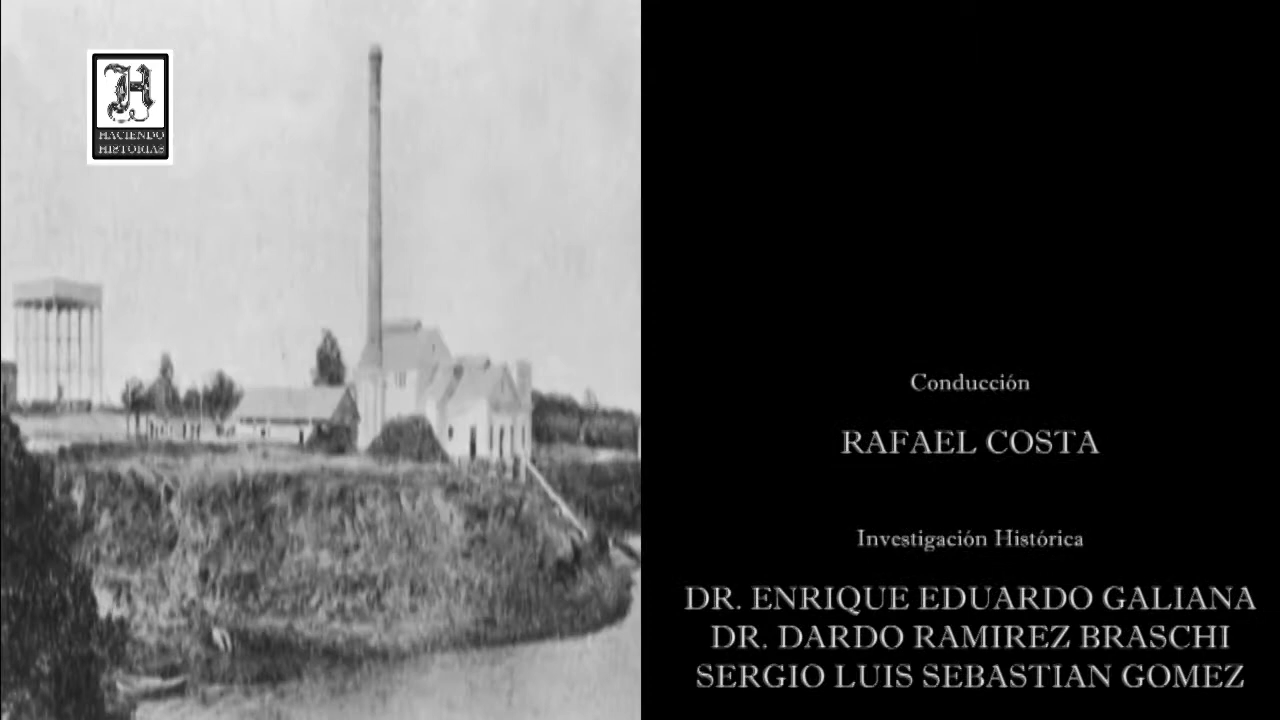 H
HACIENDO
HISTORIAS
Conducción
RAFAEL COSTA
Investigación Histórica
DR. ENRIQUE EDUARDO GALIANA
DR. DARDO RAMIREZ BRASCHI
SERGIO LUIS SEBASTIAN GOMEZ